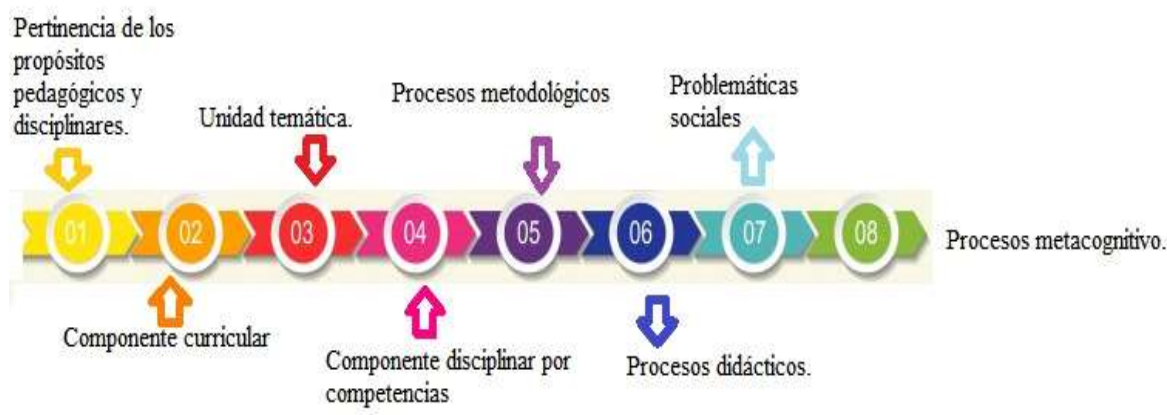 Pertinencia de los
propósitos
pedagógicos y
disciplinares.
Unidad temática.
Procesos metodológicos
Problemáticas
sociales
01
02
03
04
05
06
07
08
Procesos metacognitivo.
Componente curricular
Componente disciplinar por
competencias
Procesos didácticos.